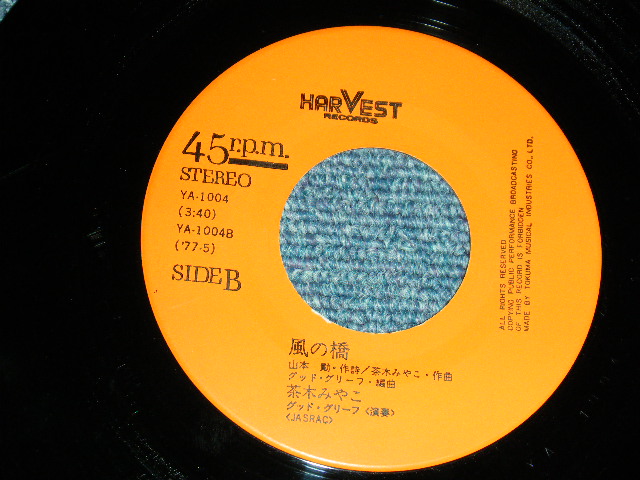 HARVEST
RECORDS
45r.p.m.
STEREO
YA-1004
(3:40)
YA-1004B
('77-5)
SIDE B
ALL RIGHTS RESERVED
COPYING PUBLIC PERFORMANCE BROADCASTING
OF THIS RECORD IS FORBIDDEN
MADE BY TOKUMA MUSICAL INDUSTRIES CO., LTD.
風の橋
山本 勲・作詩/茶木みやこ・作曲
グッド・グリーフ・編曲
茶木みやこ
グッド・グリーフ〈演奏〉
〈JASRAC〉